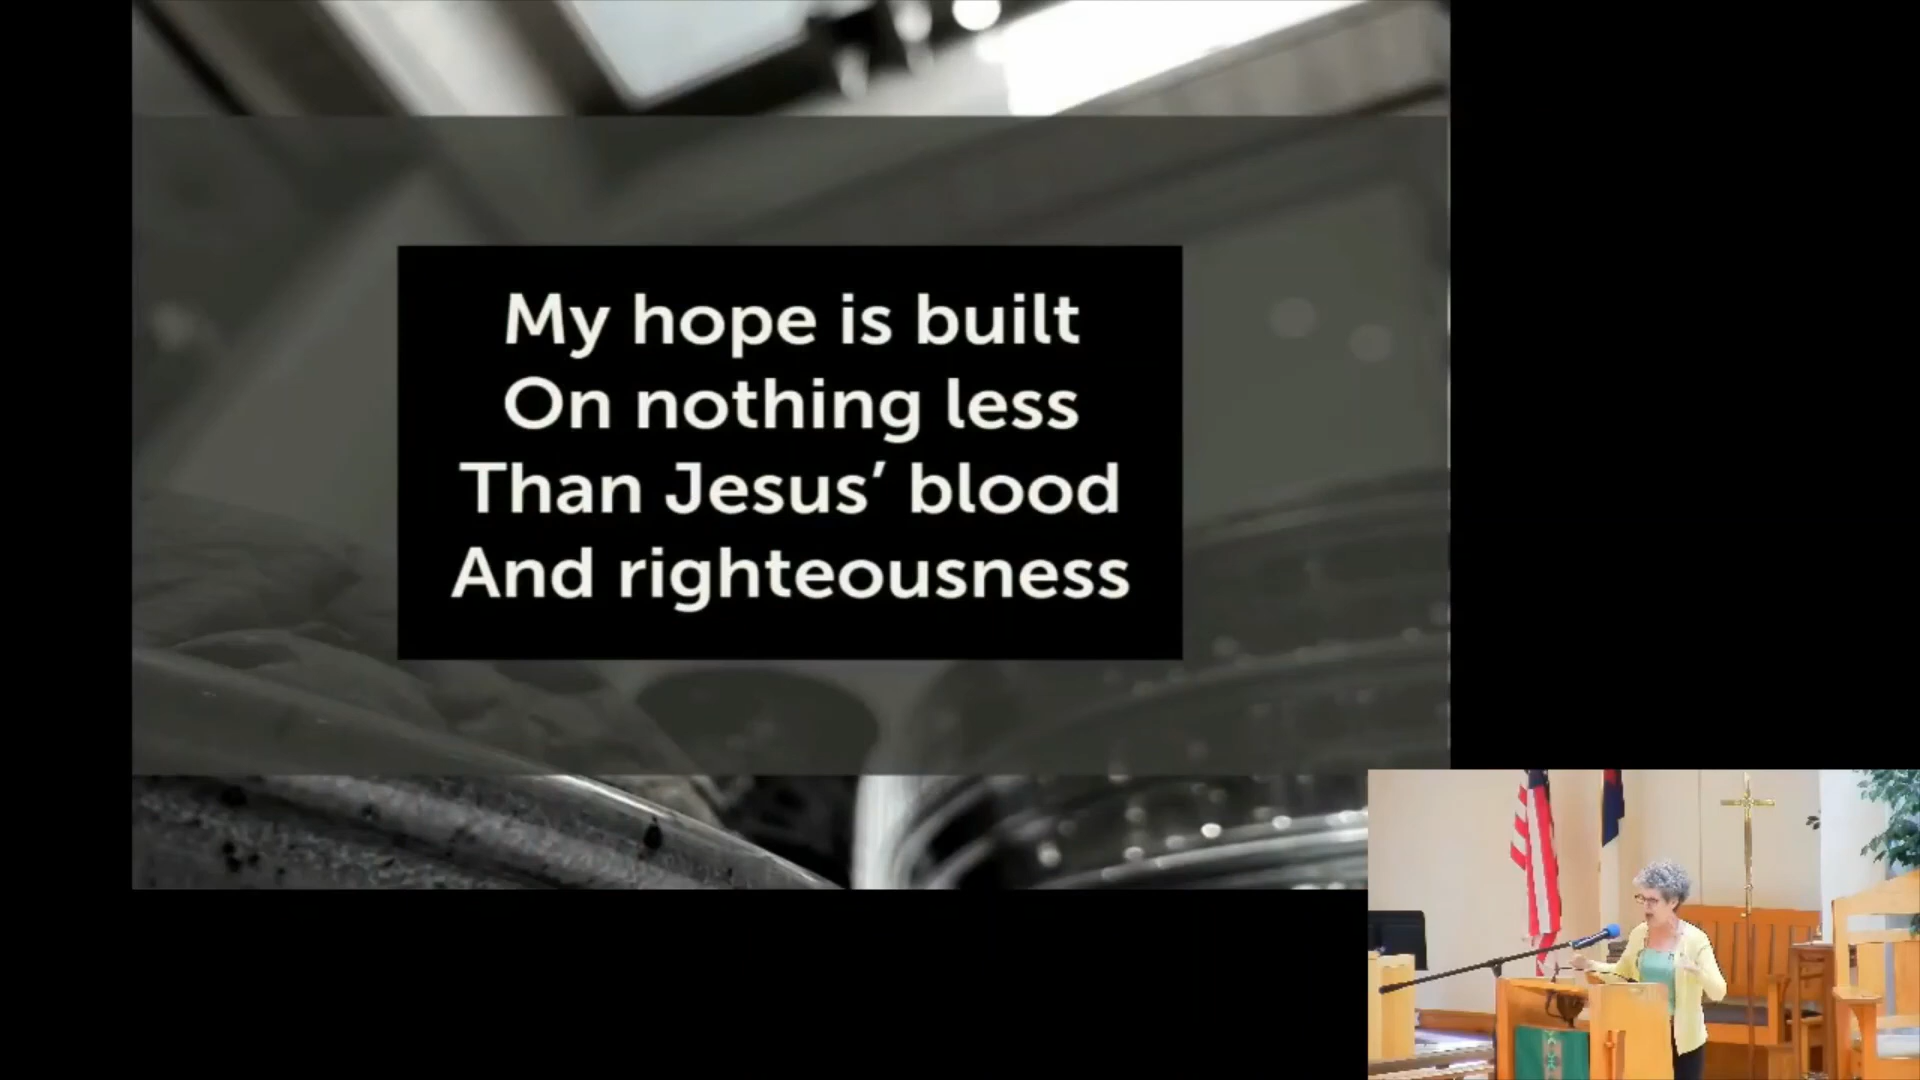 My hope is built
On nothing less
Than Jesus’ blood
And righteousness